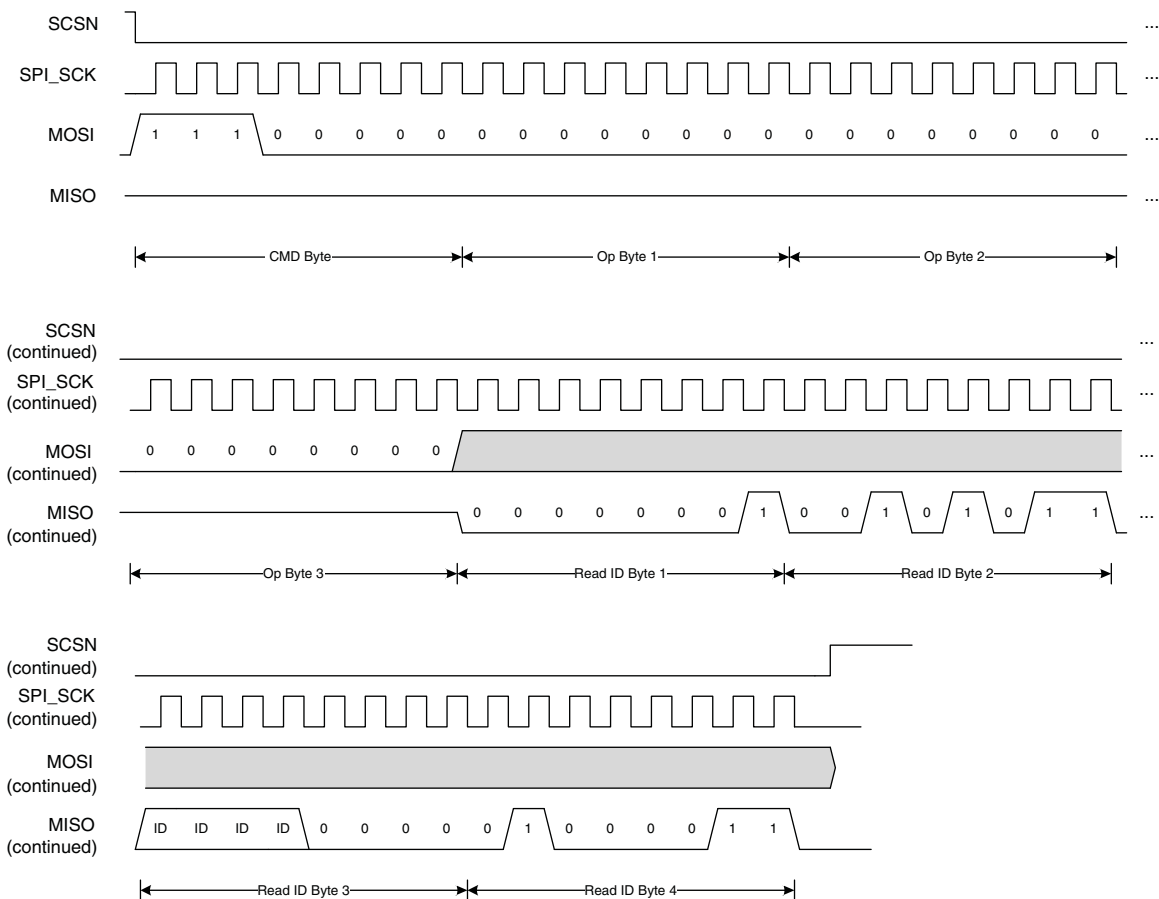 SCSN ...
SPI_SCK ...
MOSI 1 1 1 0 0 0 0 0 0 0 0 0 0 0 0 0 0 0 0 0 0 0 0 0 ...
MISO ...
CMD Byte Op Byte 1 Op Byte 2
SCSN
(continued) ...
SPI_SCK
(continued) ...
MOSI
(continued) 0 0 0 0 0 0 0 0 ...
MISO
(continued) 0 0 0 0 0 0 0 1 0 0 1 0 1 0 1 1 ...
Op Byte 3 Read ID Byte 1 Read ID Byte 2
SCSN
(continued)
SPI_SCK
(continued)
MOSI
(continued)
MISO
(continued) ID ID ID ID 0 0 0 0 0 1 0 0 0 0 1 1
Read ID Byte 3 Read ID Byte 4